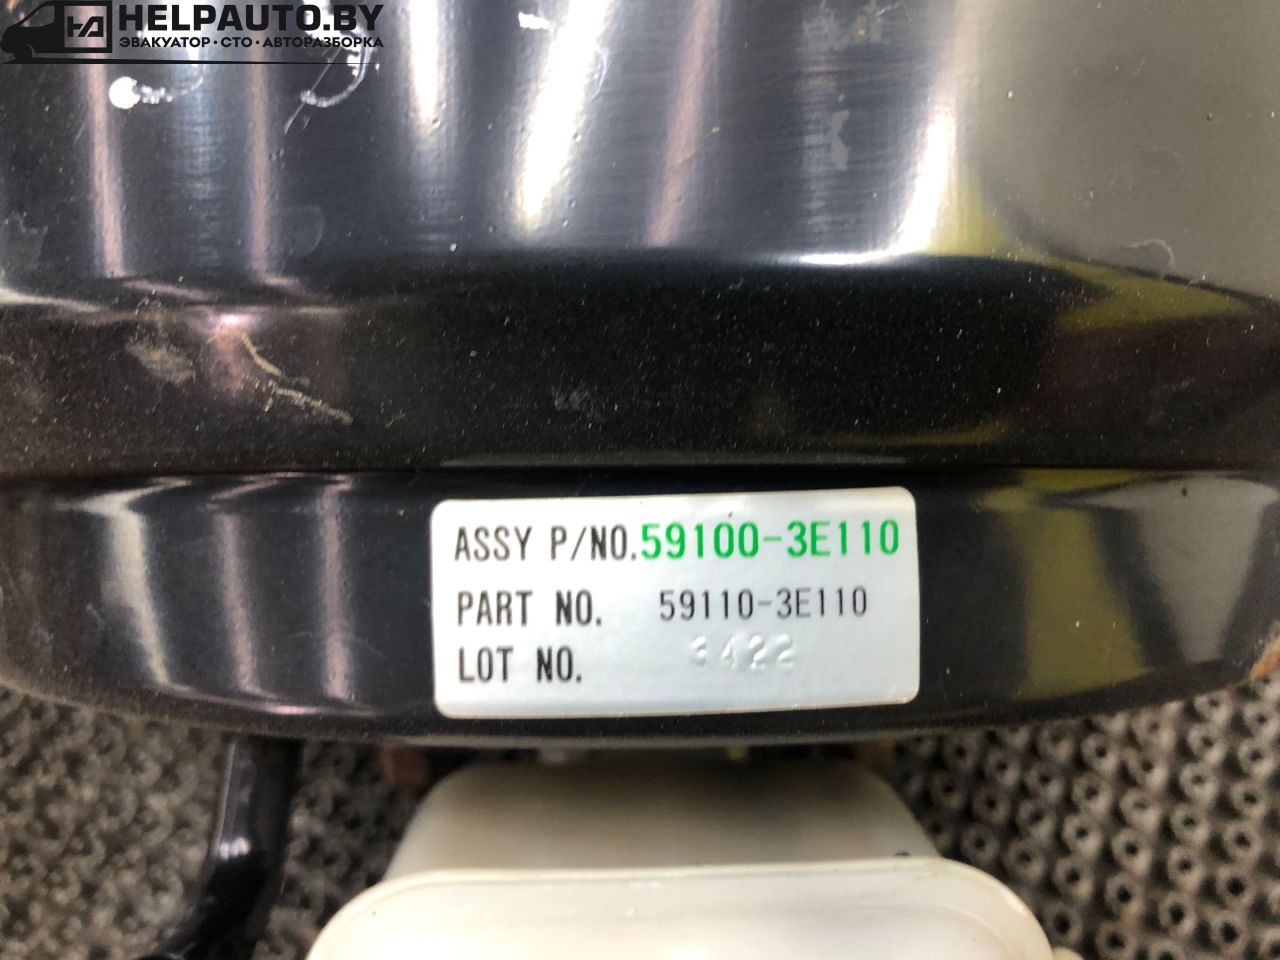 HELPAUTO.BY
ЭВАКУАТОР · СТО · АВТОРАЗБОРКА
ASSY P/NO. 59100-3E110
PART NO. 59110-3E110
LOT NO. 3422